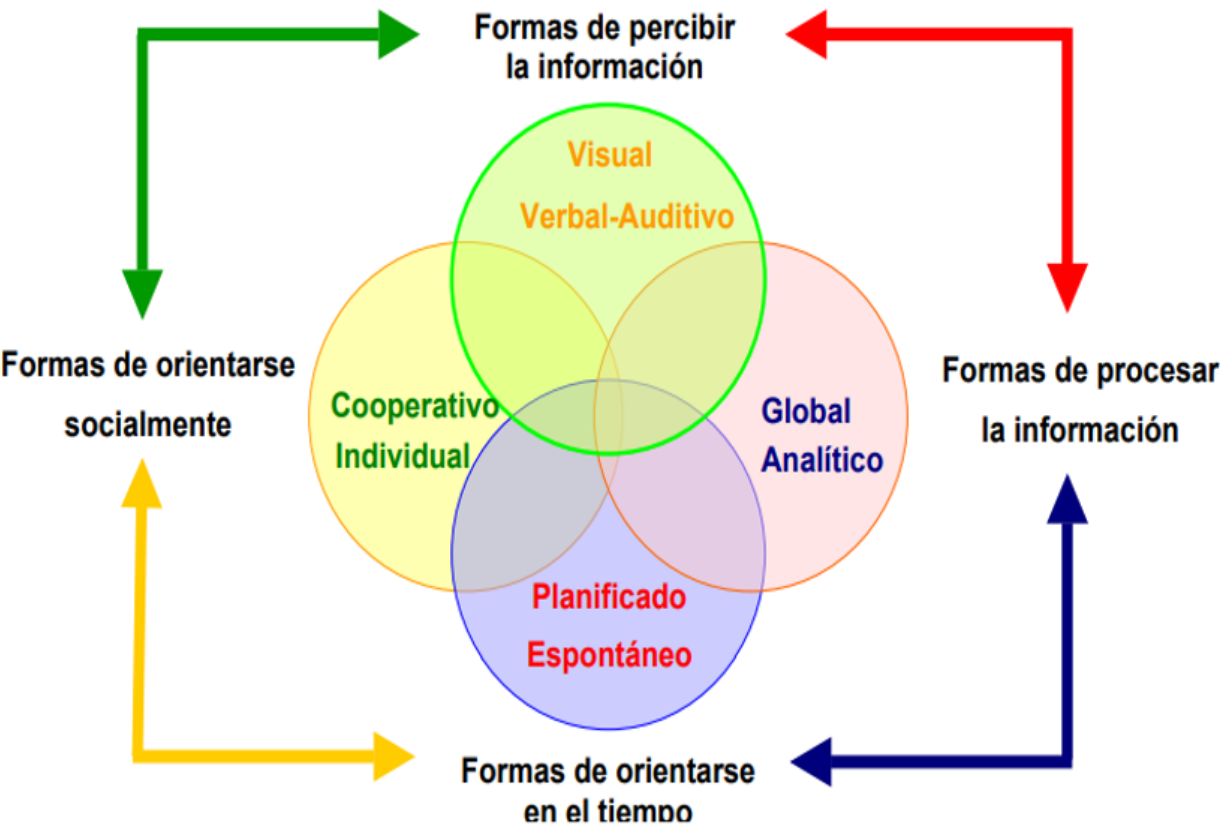 Formas de percibir
la información
Visual
Verbal-Auditivo
Formas de orientarse
socialmente
Cooperativo
Individual
Global
Analítico
Formas de procesar
la información
Planificado
Espontáneo
Formas de orientarse
en el tiempo